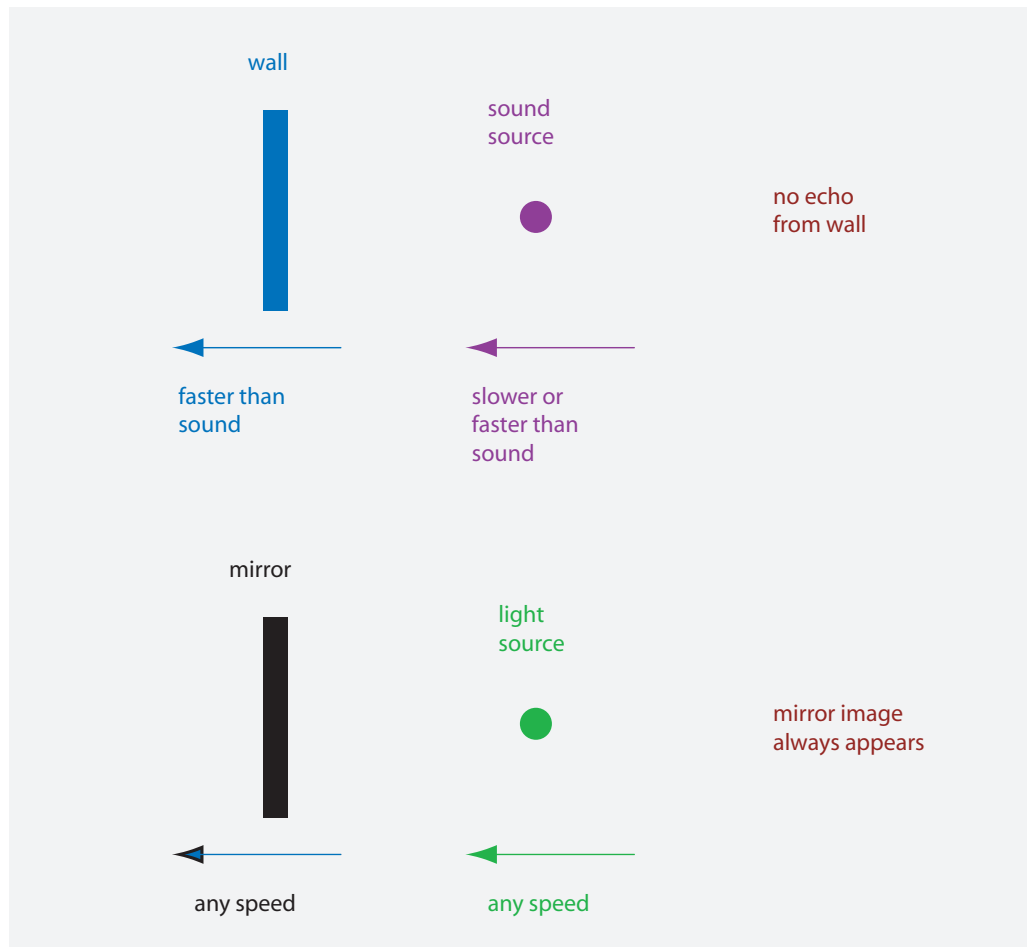 wall
sound
source
no echo
from wall
faster than
sound
slower or
faster than
sound
mirror
light
source
mirror image
always appears
any speed
any speed